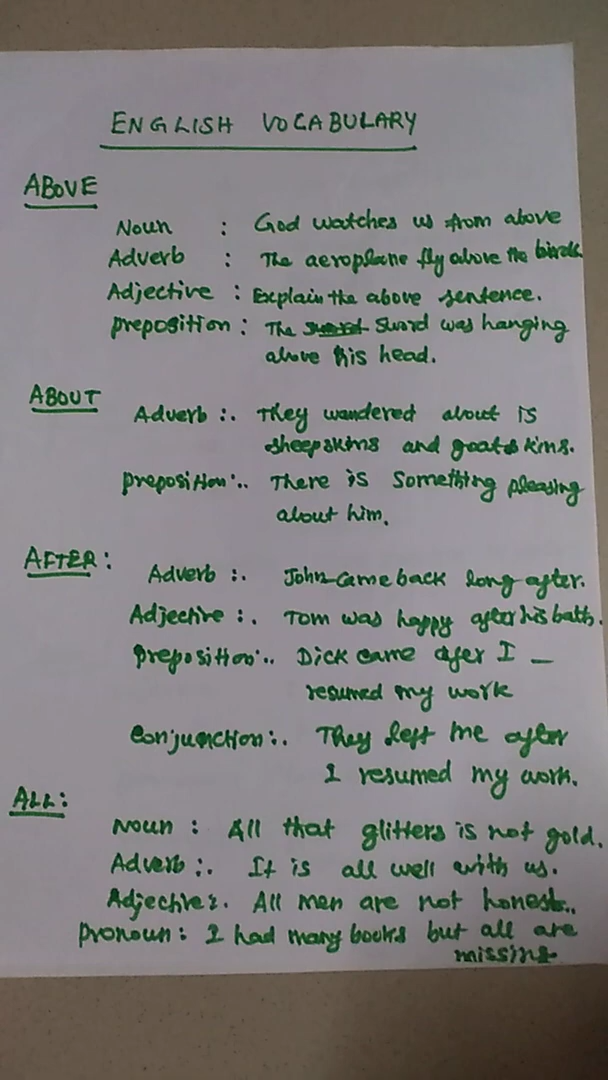 ENGLISH VOCABULARY
ABOVE
Noun : God watches us from above
Adverb : The aeroplane fly above the birds.
Adjective : Explain the above sentence.
preposition : The Sword was hanging
above his head.
ABOUT
Adverb :. They wandered about is
sheepskins and goatskins.
preposition :. There is Something pleasing
about him.
AFTER :
Adverb :. John came back long after.
Adjective :. Tom was happy after his bath.
preposition :. Dick came afer I —
resumed my work
conjunction :. They left me after
I resumed my work.
ALL :
Noun : All that glitters is not gold.
Adverb :. It is all well with us.
Adjective :. All men are not honest..
pronoun : I had many books but all are
missing